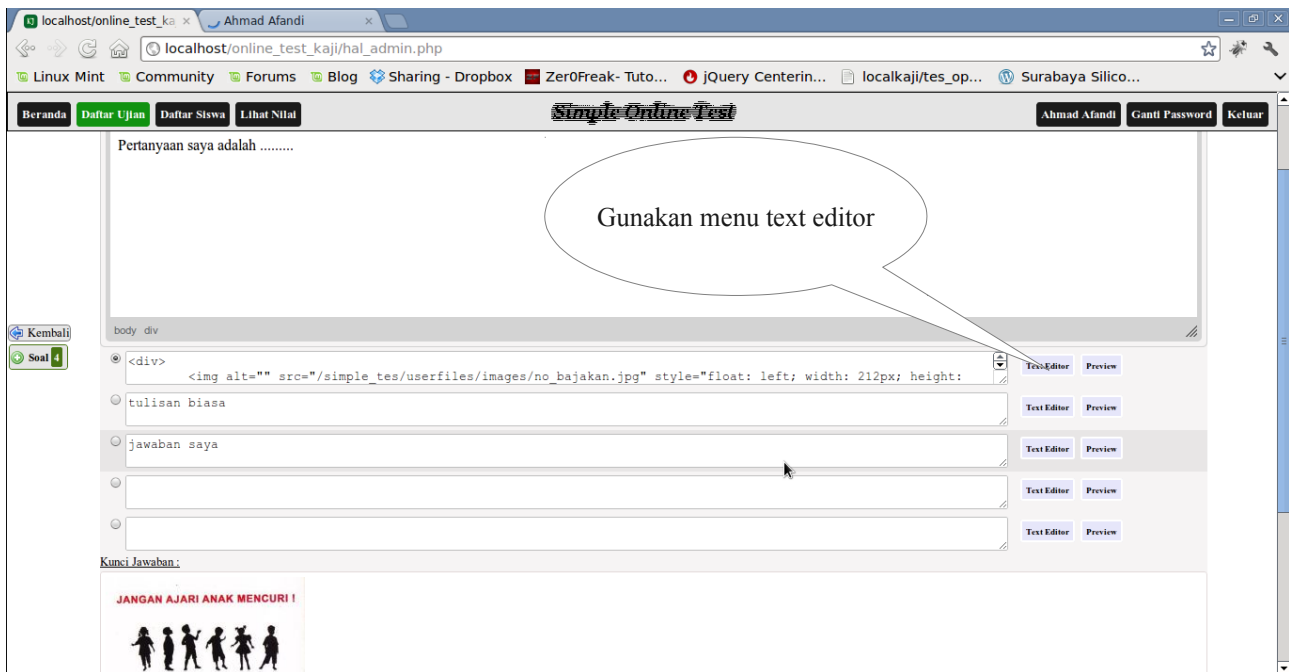 localhost/online_test_ka
Ahmad Afandi
localhost/online_test_kaji/hal_admin.php
Linux Mint Community Forums Blog Sharing - Dropbox Zer0Freak- Tuto... jQuery Centerin... localkaji/tes_op... Surabaya Silico...
Beranda Daftar Ujian Daftar Siswa Lihat Nilai Simple Online Test Ahmad Afandi Ganti Password Keluar
Pertanyaan saya adalah .........
Gunakan menu text editor
body div
Kembali
Soal 4
<div>
<img alt="" src="/simple_tes/userfiles/images/no_bajakan.jpg" style="float: left; width: 212px; height:
Text Editor Preview
tulisan biasa
Text Editor Preview
jawaban saya
Text Editor Preview
Text Editor Preview
Text Editor Preview
Kunci Jawaban :
JANGAN AJARI ANAK MENCURI !